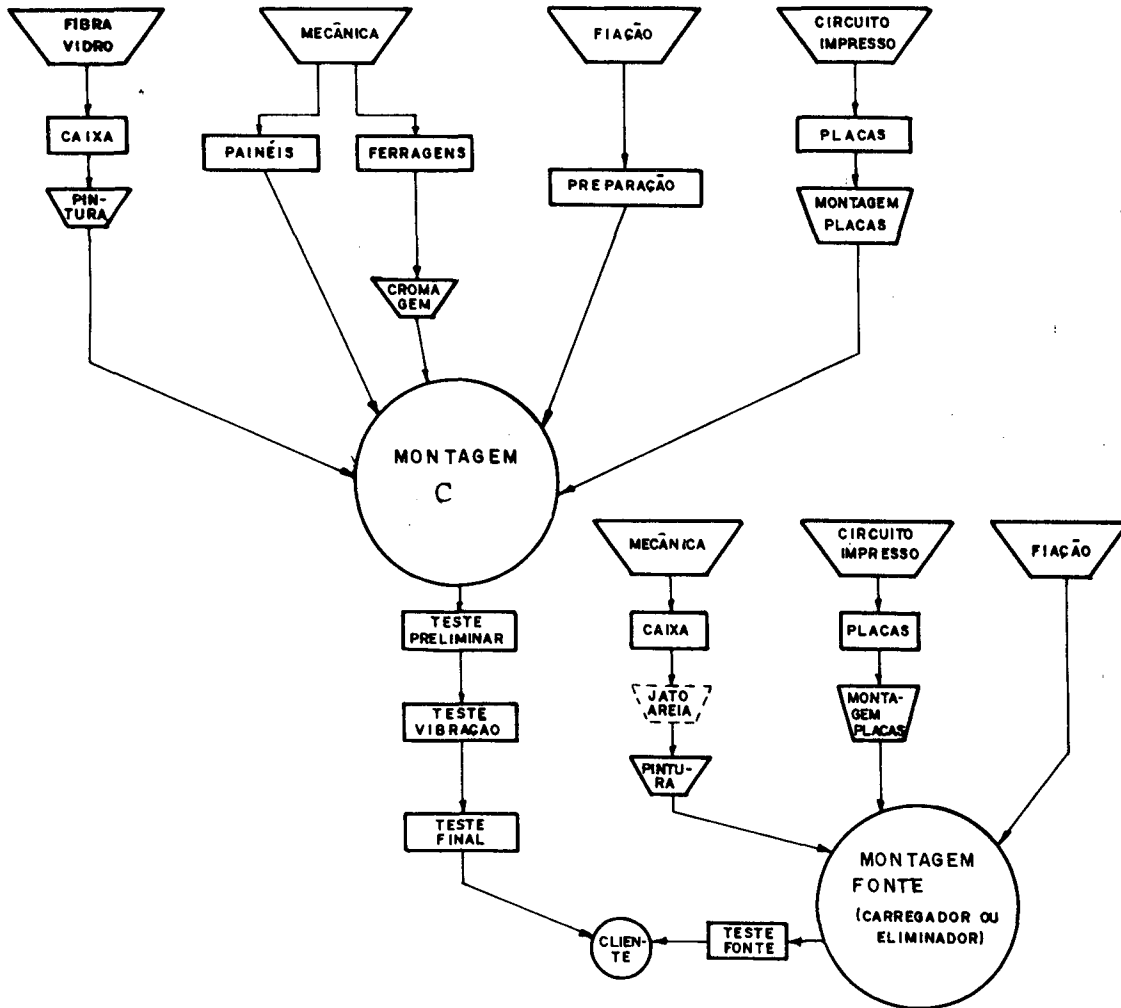 FIBRA
VIDRO
MECÂNICA
FIAÇÃO
CIRCUITO
IMPRESSO
CAIXA
PAINÉIS
FERRAGENS
PLACAS
PIN-
TURA
PREPARAÇÃO
MONTAGEM
PLACAS
CROMA
GEM
MONTAGEM
C
MECÂNICA
CIRCUITO
IMPRESSO
FIAÇÃO
TESTE
PRELIMINAR
CAIXA
PLACAS
JATO
AREIA
MONTA-
GEM
PLACAS
TESTE
VIBRAÇAO
PINTU-
RA
TESTE
FINAL
MONTAGEM
FONTE
(CARREGADOR OU
ELIMINADOR)
CLIEN-
TE
TESTE
FONTE